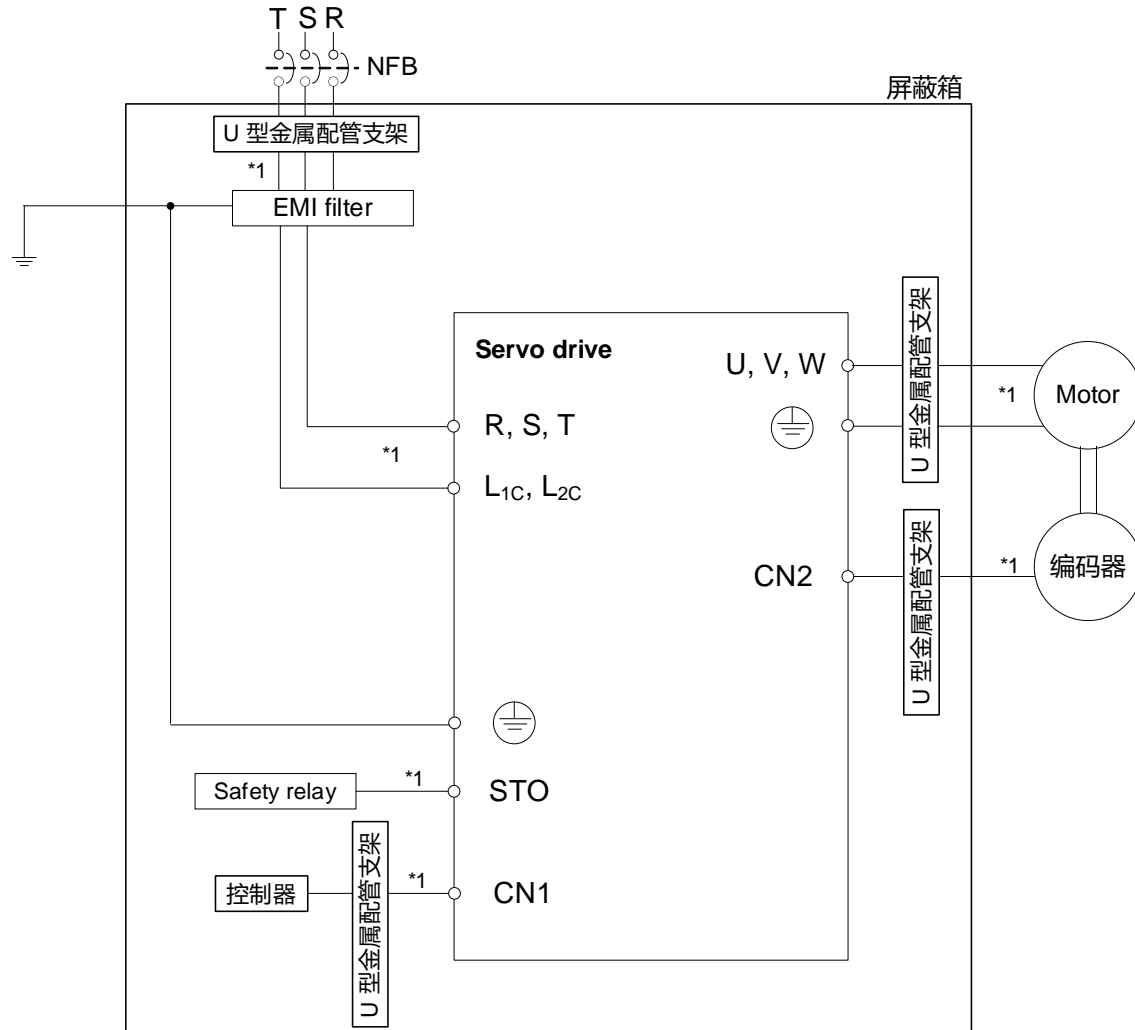 T S R
NFB
屏蔽箱
U 型金属配管支架
*1
EMI filter
Servo drive
U, V, W
U 型金属配管支架
*1
Motor
R, S, T
*1
L1C, L2C
CN2
U 型金属配管支架
*1
编码器
Safety relay
*1
STO
控制器
U 型金属配管支架
*1
CN1